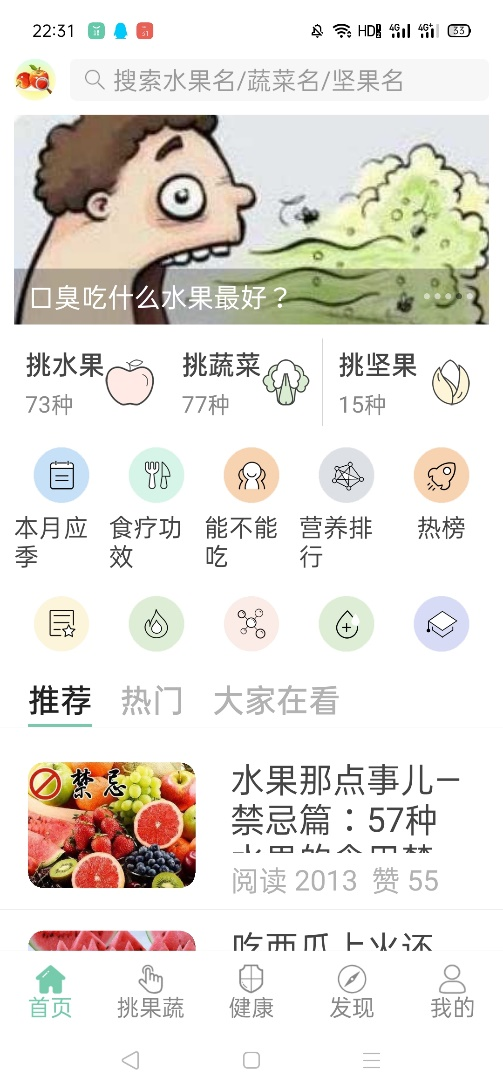 22:31
HD 4G 4G+ 33
搜索水果名/蔬菜名/坚果名
口臭吃什么水果最好？
挑水果
73种
挑蔬菜
77种
挑坚果
15种
本月应
季
食疗功
效
能不能
吃
营养排
行
热榜
推荐 热门 大家在看
禁忌
水果那点事儿—
禁忌篇：57种
阅读 2013 赞 55
吃西瓜上火还
首页 挑果蔬 健康 发现 我的